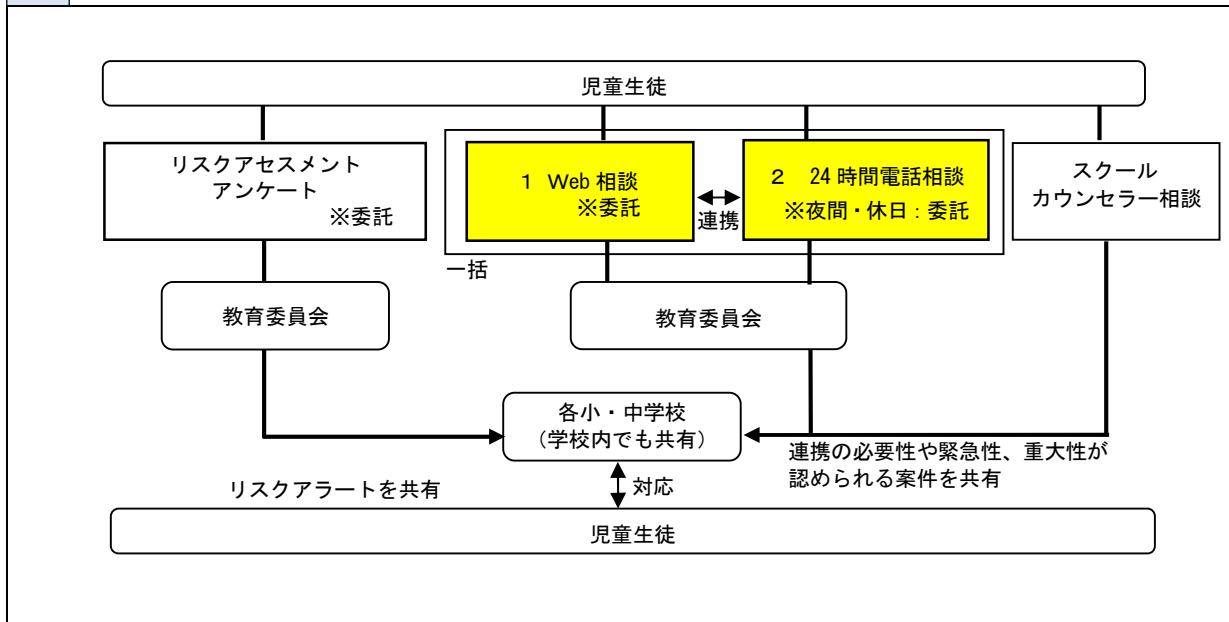 児童生徒
リスクアセスメント
アンケート
※委託
1 Web 相談
※委託
連携
2 24 時間電話相談
※夜間・休日：委託
スクール
カウンセラー相談
一括
教育委員会
教育委員会
各小・中学校
（学校内でも共有）
連携の必要性や緊急性、重大性が
認められる案件を共有
リスクアラートを共有
対応
児童生徒